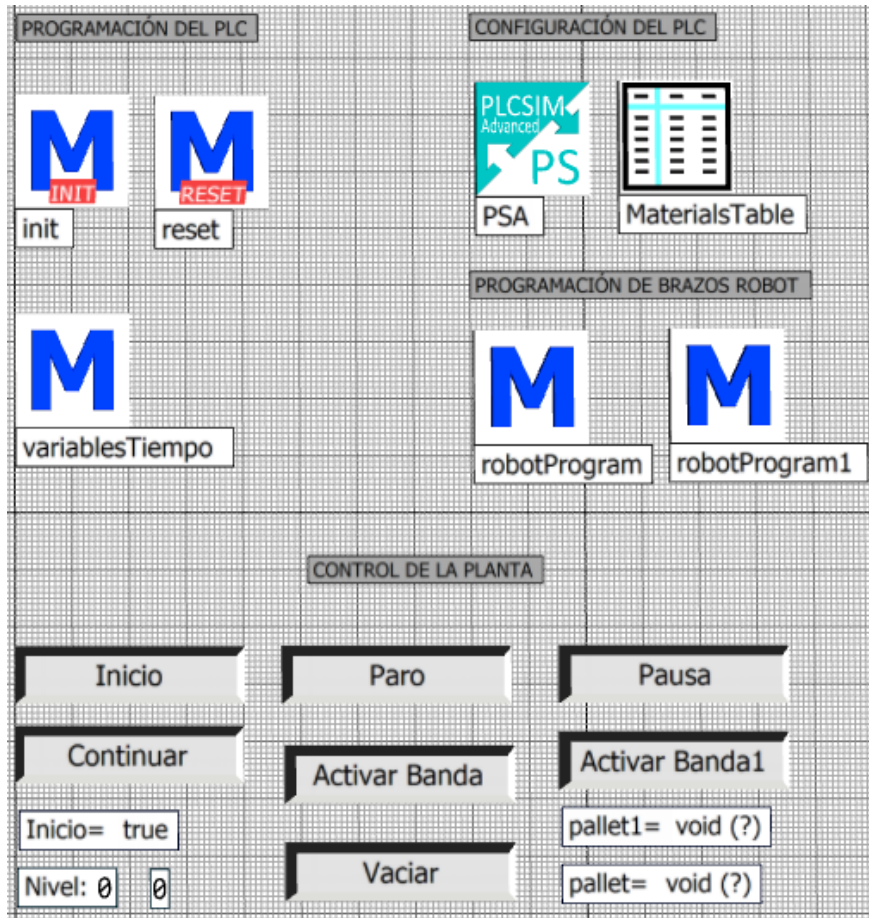 PROGRAMACIÓN DEL PLC
CONFIGURACIÓN DEL PLC
M
INIT
init
M
RESET
reset
PLCSIM
Advanced
PS
PSA
MaterialsTable
PROGRAMACIÓN DE BRAZOS ROBOT
M
variablesTiempo
M
robotProgram
M
robotProgram1
CONTROL DE LA PLANTA
Inicio
Paro
Pausa
Continuar
Activar Banda
Activar Banda1
Inicio= true
pallet1= void (?)
Nivel: 0 0
Vaciar
pallet= void (?)